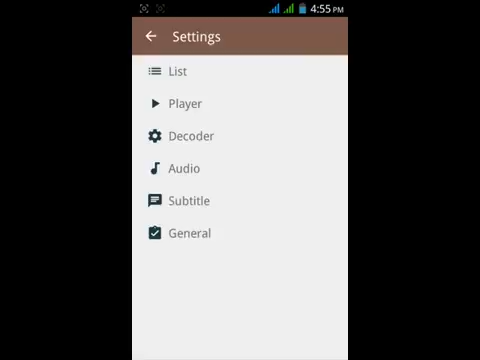 4:55 PM
Settings
List
Player
Decoder
Audio
Subtitle
General